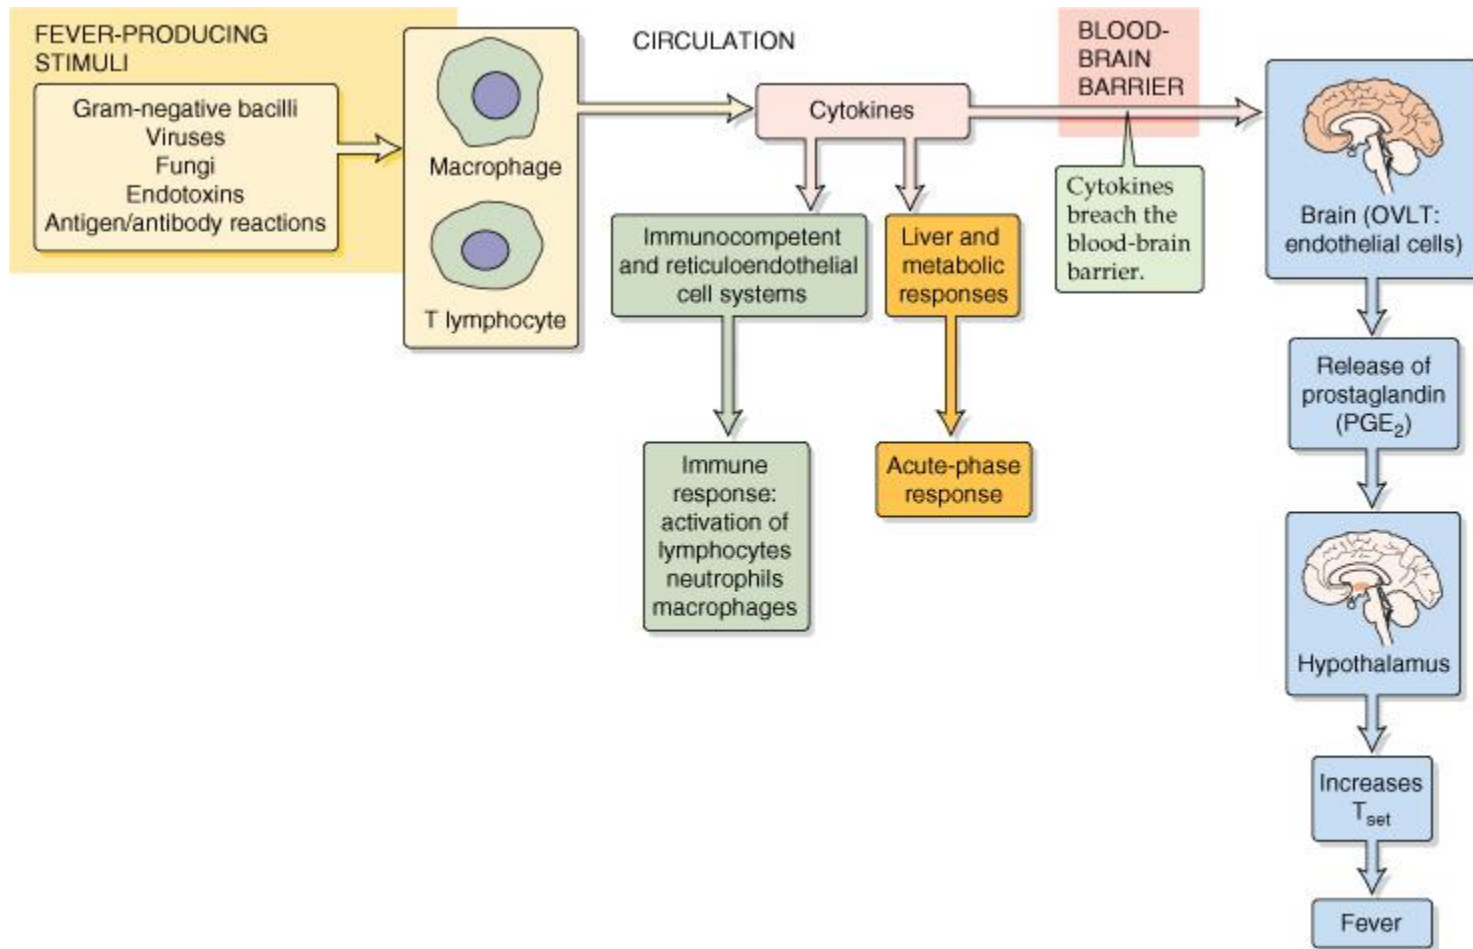 FEVER-PRODUCING
STIMULI
Gram-negative bacilli
Viruses
Fungi
Endotoxins
Antigen/antibody reactions
Macrophage
T lymphocyte
CIRCULATION
Cytokines
Immunocompetent
and reticuloendothelial
cell systems
Immune
response:
activation of
lymphocytes
neutrophils
macrophages
Liver and
metabolic
responses
Acute-phase
response
BLOOD-
BRAIN
BARRIER
Cytokines
breach the
blood-brain
barrier.
Brain (OVLT:
endothelial cells)
Release of
prostaglandin
(PGE₂)
Hypothalamus
Increases
Tset
Fever